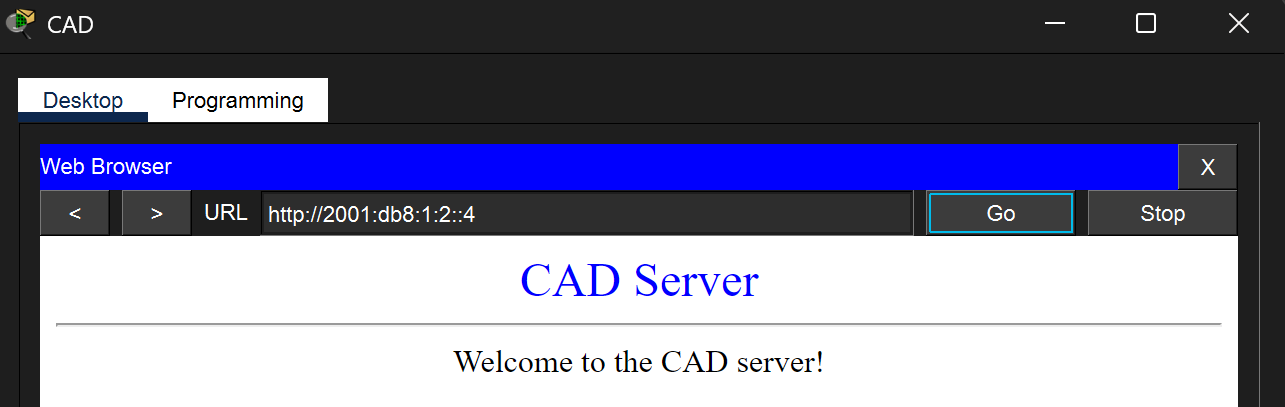 CAD
Desktop Programming
Web Browser X
< > URL http://2001:db8:1:2::4 Go Stop
CAD Server
Welcome to the CAD server!